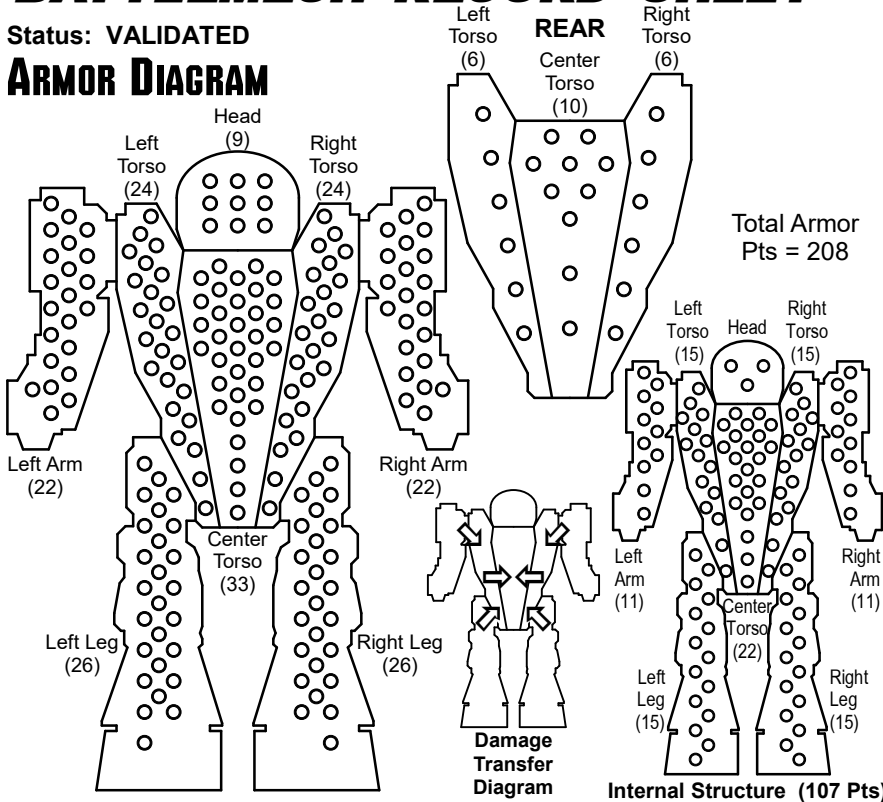 BATTLEMECH RECORD SHEET
Status: VALIDATED
ARMOR DIAGRAM
Head
(9)
Left
Torso
(24)
Right
Torso
(24)
Left Arm
(22)
Right Arm
(22)
Center
Torso
(33)
Left Leg
(26)
Right Leg
(26)
REAR
Left
Torso
(6)
Center
Torso
(10)
Right
Torso
(6)
Total Armor
Pts = 208
Damage
Transfer
Diagram
Left
Torso
(15)
Head
Right
Torso
(15)
Left
Arm
(11)
Right
Arm
(11)
Center
Torso
(22)
Left
Leg
(15)
Right
Leg
(15)
Internal Structure (107 Pts)